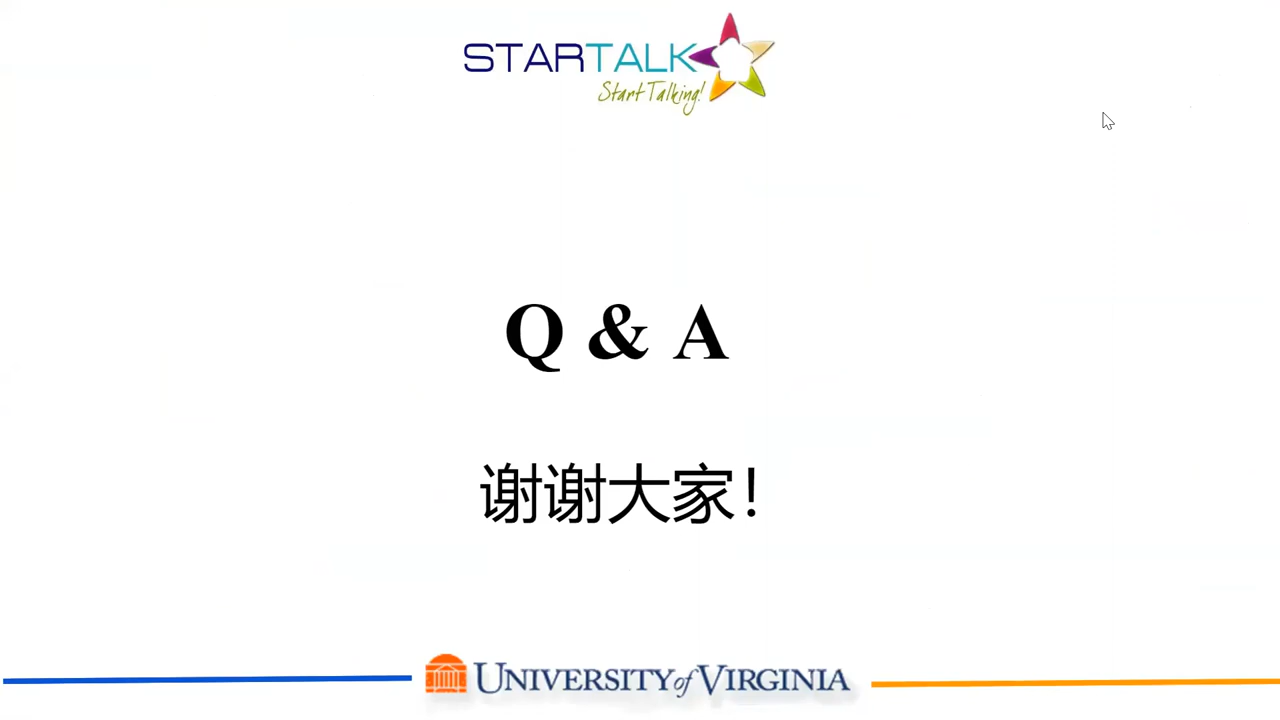 STARTALK
Start Talking!
Q & A
谢谢大家!
UNIVERSITY of VIRGINIA